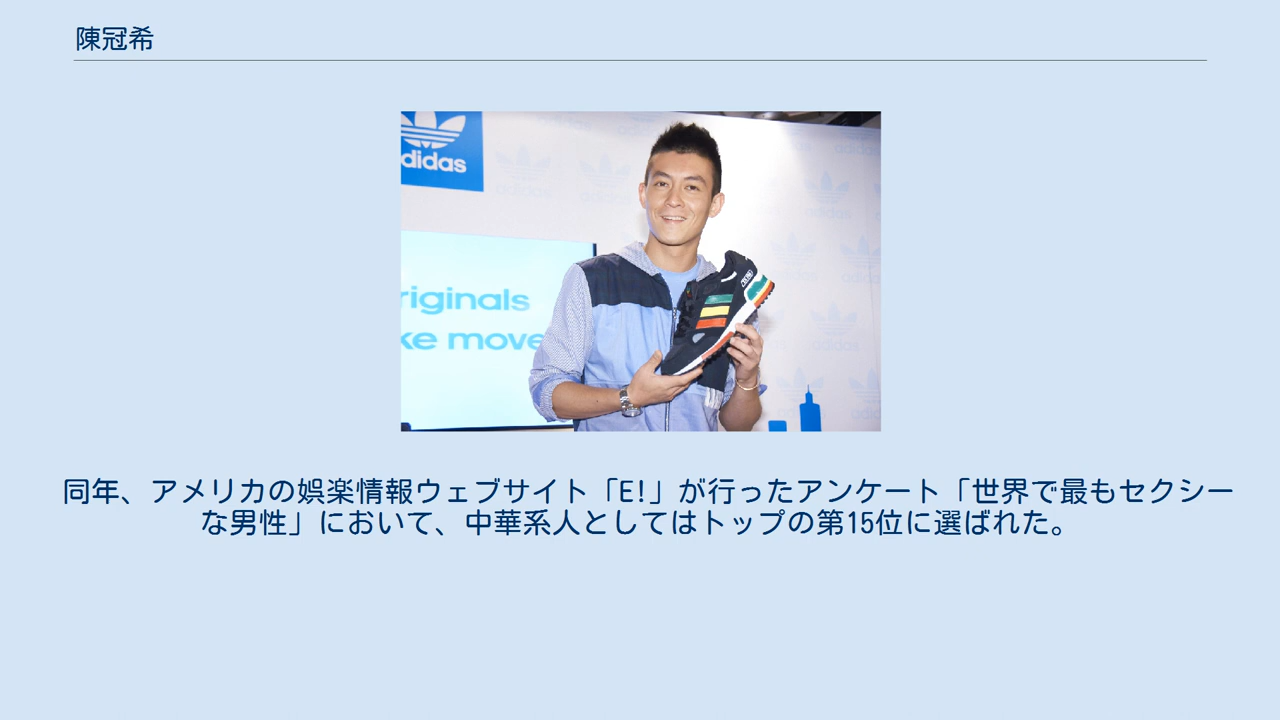 陳冠希
didas
riginals
ke move
同年、アメリカの娯楽情報ウェブサイト「E!」が行ったアンケート「世界で最もセクシー
な男性」において、中華系人としてはトップの第15位に選ばれた。